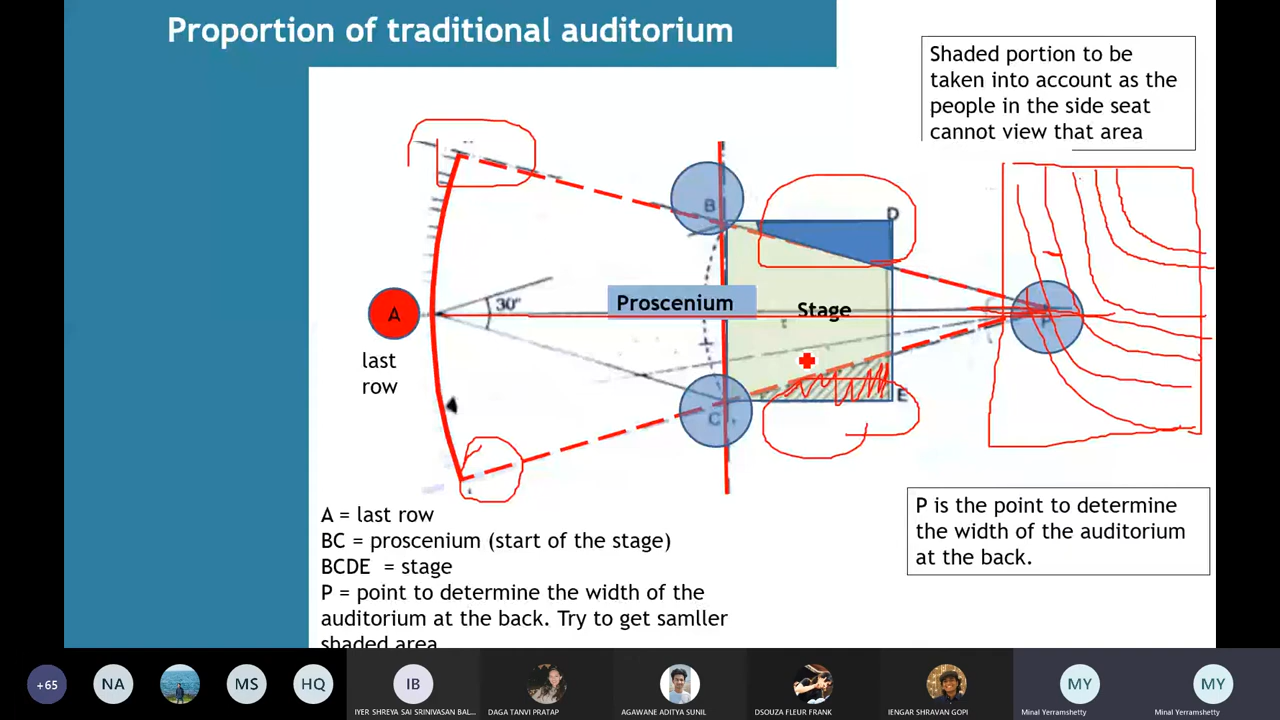 Proportion of traditional auditorium
Shaded portion to be
taken into account as the
people in the side seat
cannot view that area
B
D
A
30°
Proscenium
Stage
P
last
row
C
E
A = last row
BC = proscenium (start of the stage)
BCDE = stage
P = point to determine the width of the
auditorium at the back. Try to get samller
shaded area
P is the point to determine
the width of the auditorium
at the back.
+65
NA
MS
HQ
IB
MY
MY
IYER SHREYA SAI SRINIVASAN BAL...
DAGA TANVI PRATAP
AGAWANE ADITYA SUNIL
DSOUZA FLEUR FRANK
IENGAR SHRAVAN GOPI
Minal Yerramshetty
Minal Yerramshetty